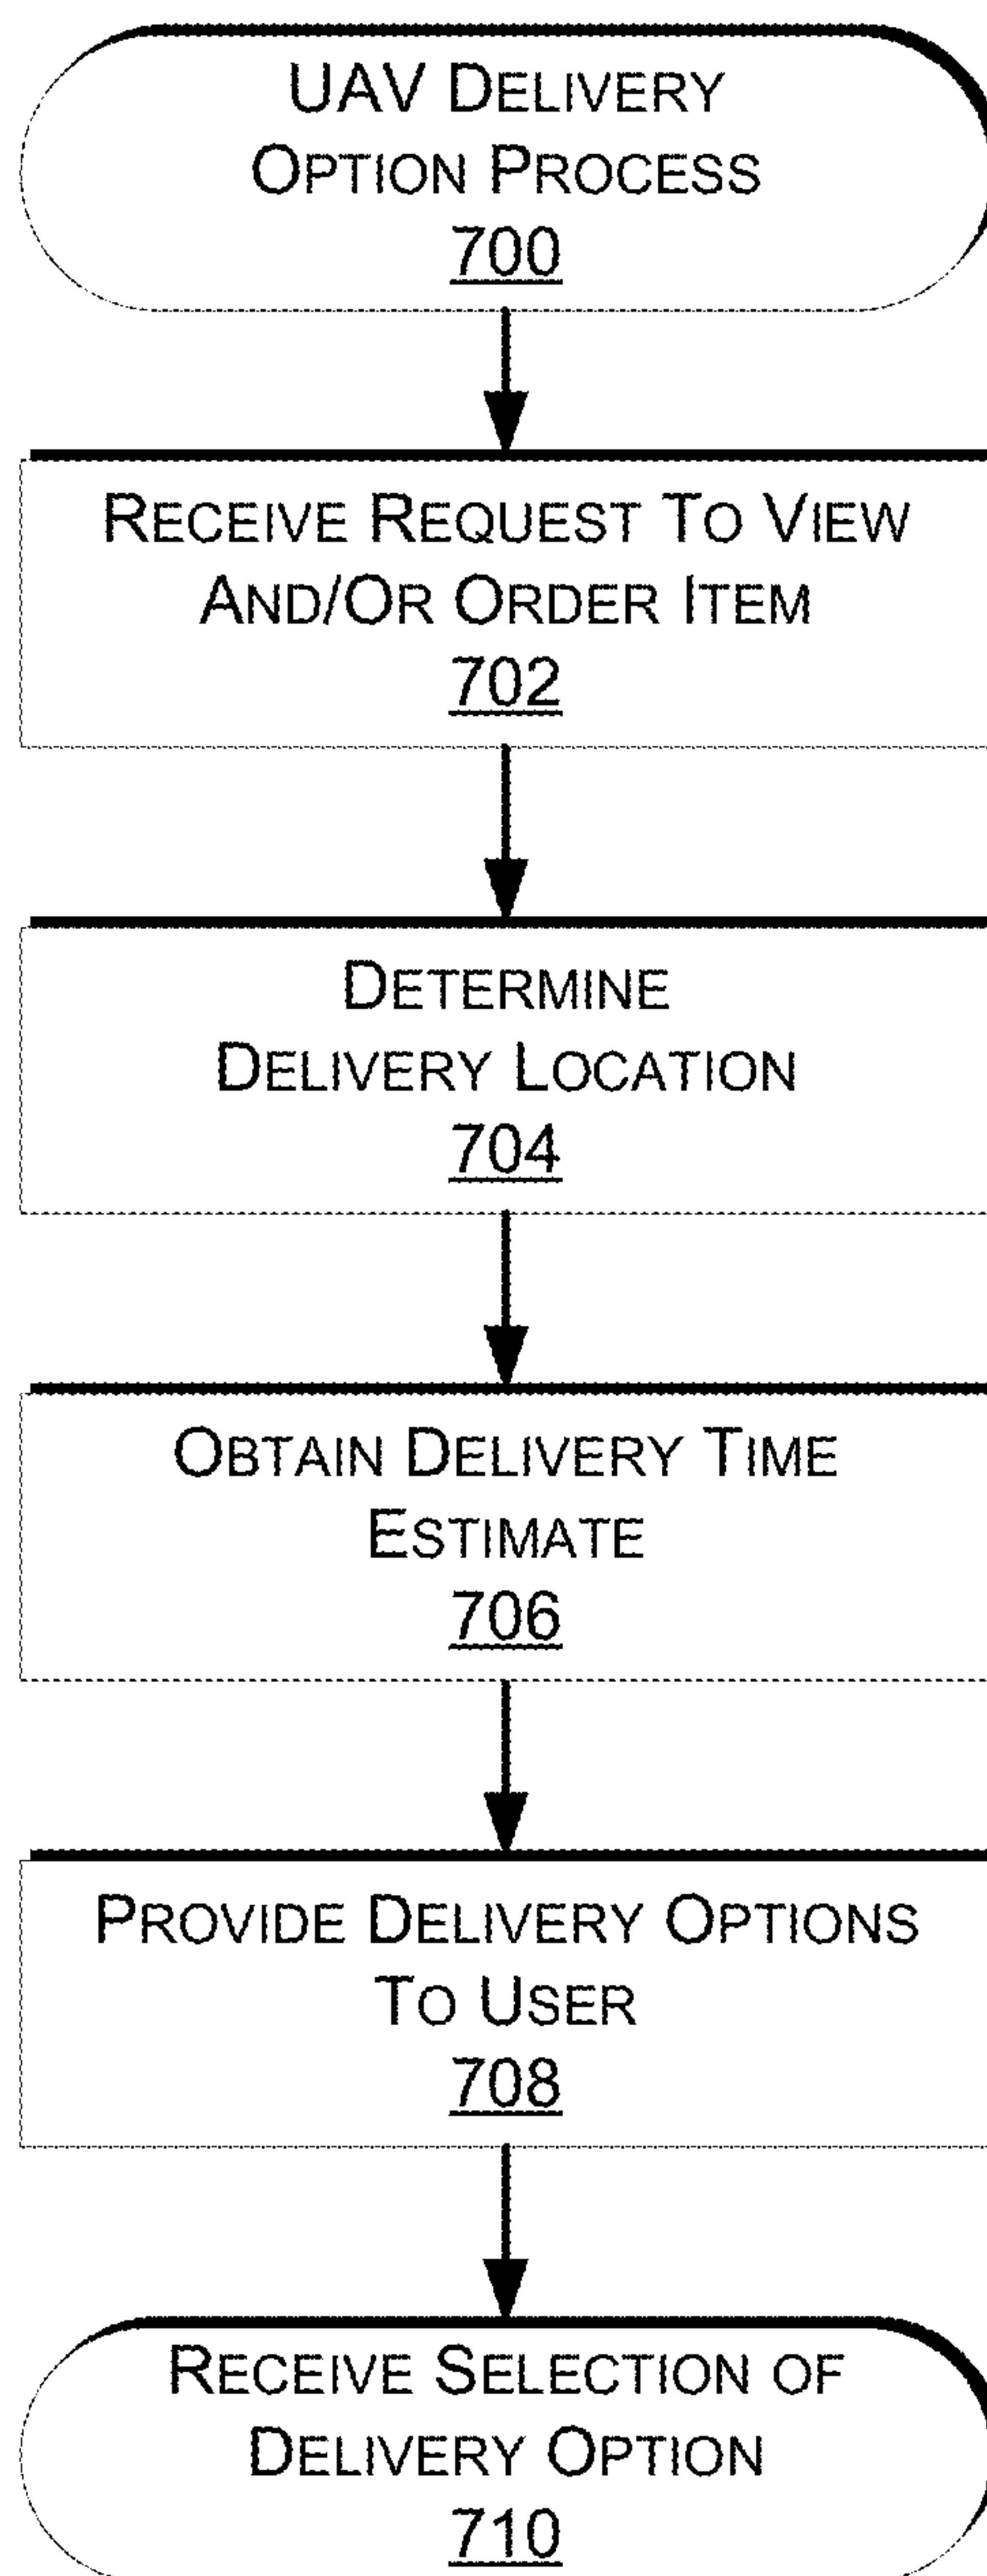 UAV DELIVERY
OPTION PROCESS
700
RECEIVE REQUEST TO VIEW
AND/OR ORDER ITEM
702
DETERMINE
DELIVERY LOCATION
704
OBTAIN DELIVERY TIME
ESTIMATE
706
PROVIDE DELIVERY OPTIONS
TO USER
708
RECEIVE SELECTION OF
DELIVERY OPTION
710